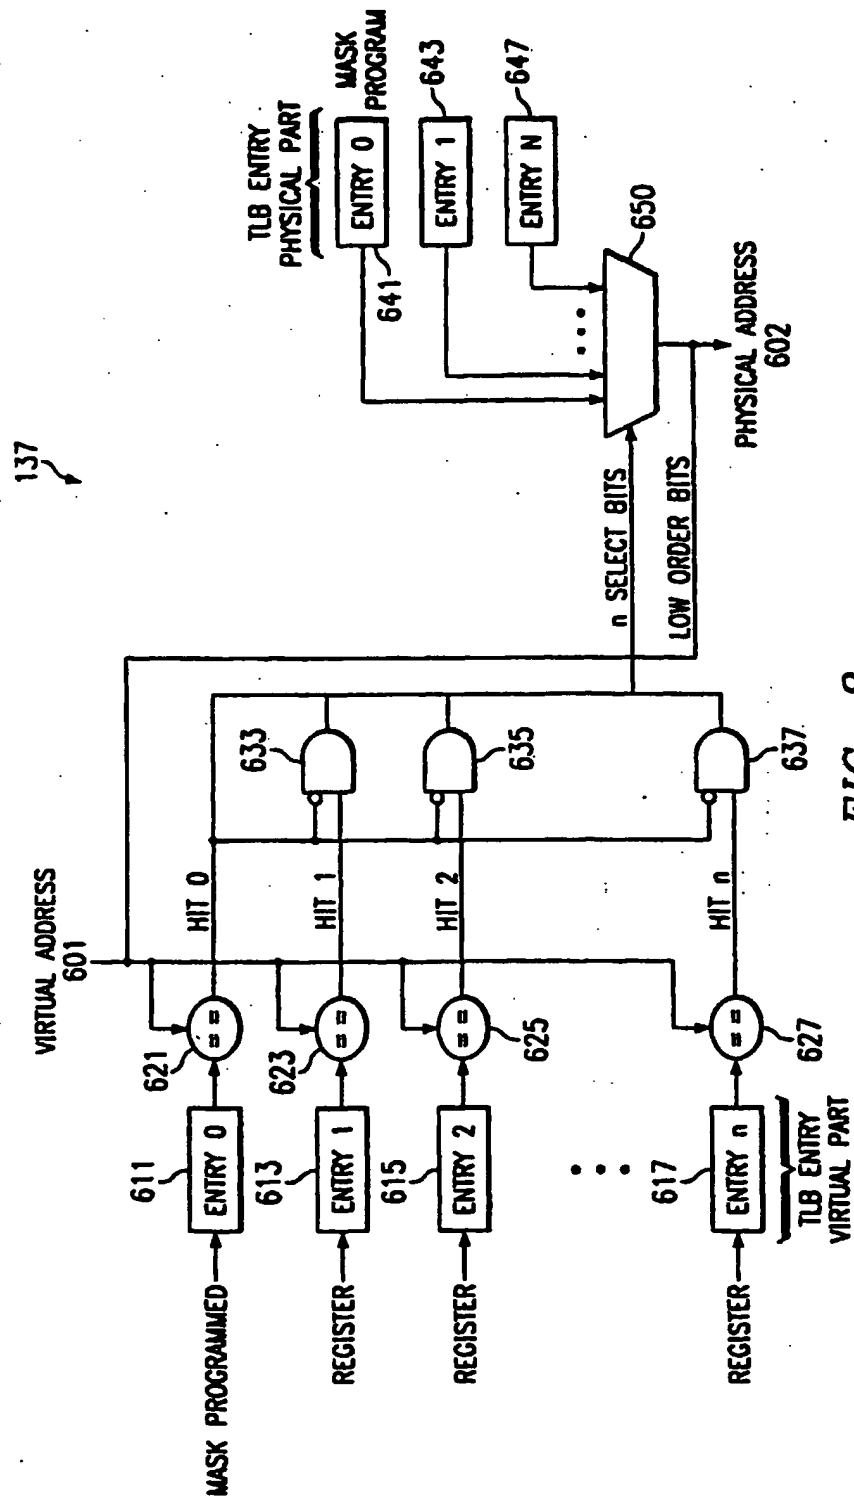 137
VIRTUAL ADDRESS
601
MASK PROGRAMMED
611
ENTRY 0
621
= =
HIT 0
REGISTER
613
ENTRY 1
623
= =
HIT 1
633
REGISTER
615
ENTRY 2
625
= =
HIT 2
635
REGISTER
617
ENTRY n
627
= =
HIT n
637
TLB ENTRY
VIRTUAL PART
n SELECT BITS
LOW ORDER BITS
TLB ENTRY
PHYSICAL PART
641
ENTRY 0
MASK
PROGRAM
ENTRY 1
643
ENTRY N
647
650
PHYSICAL ADDRESS
602
FIG.